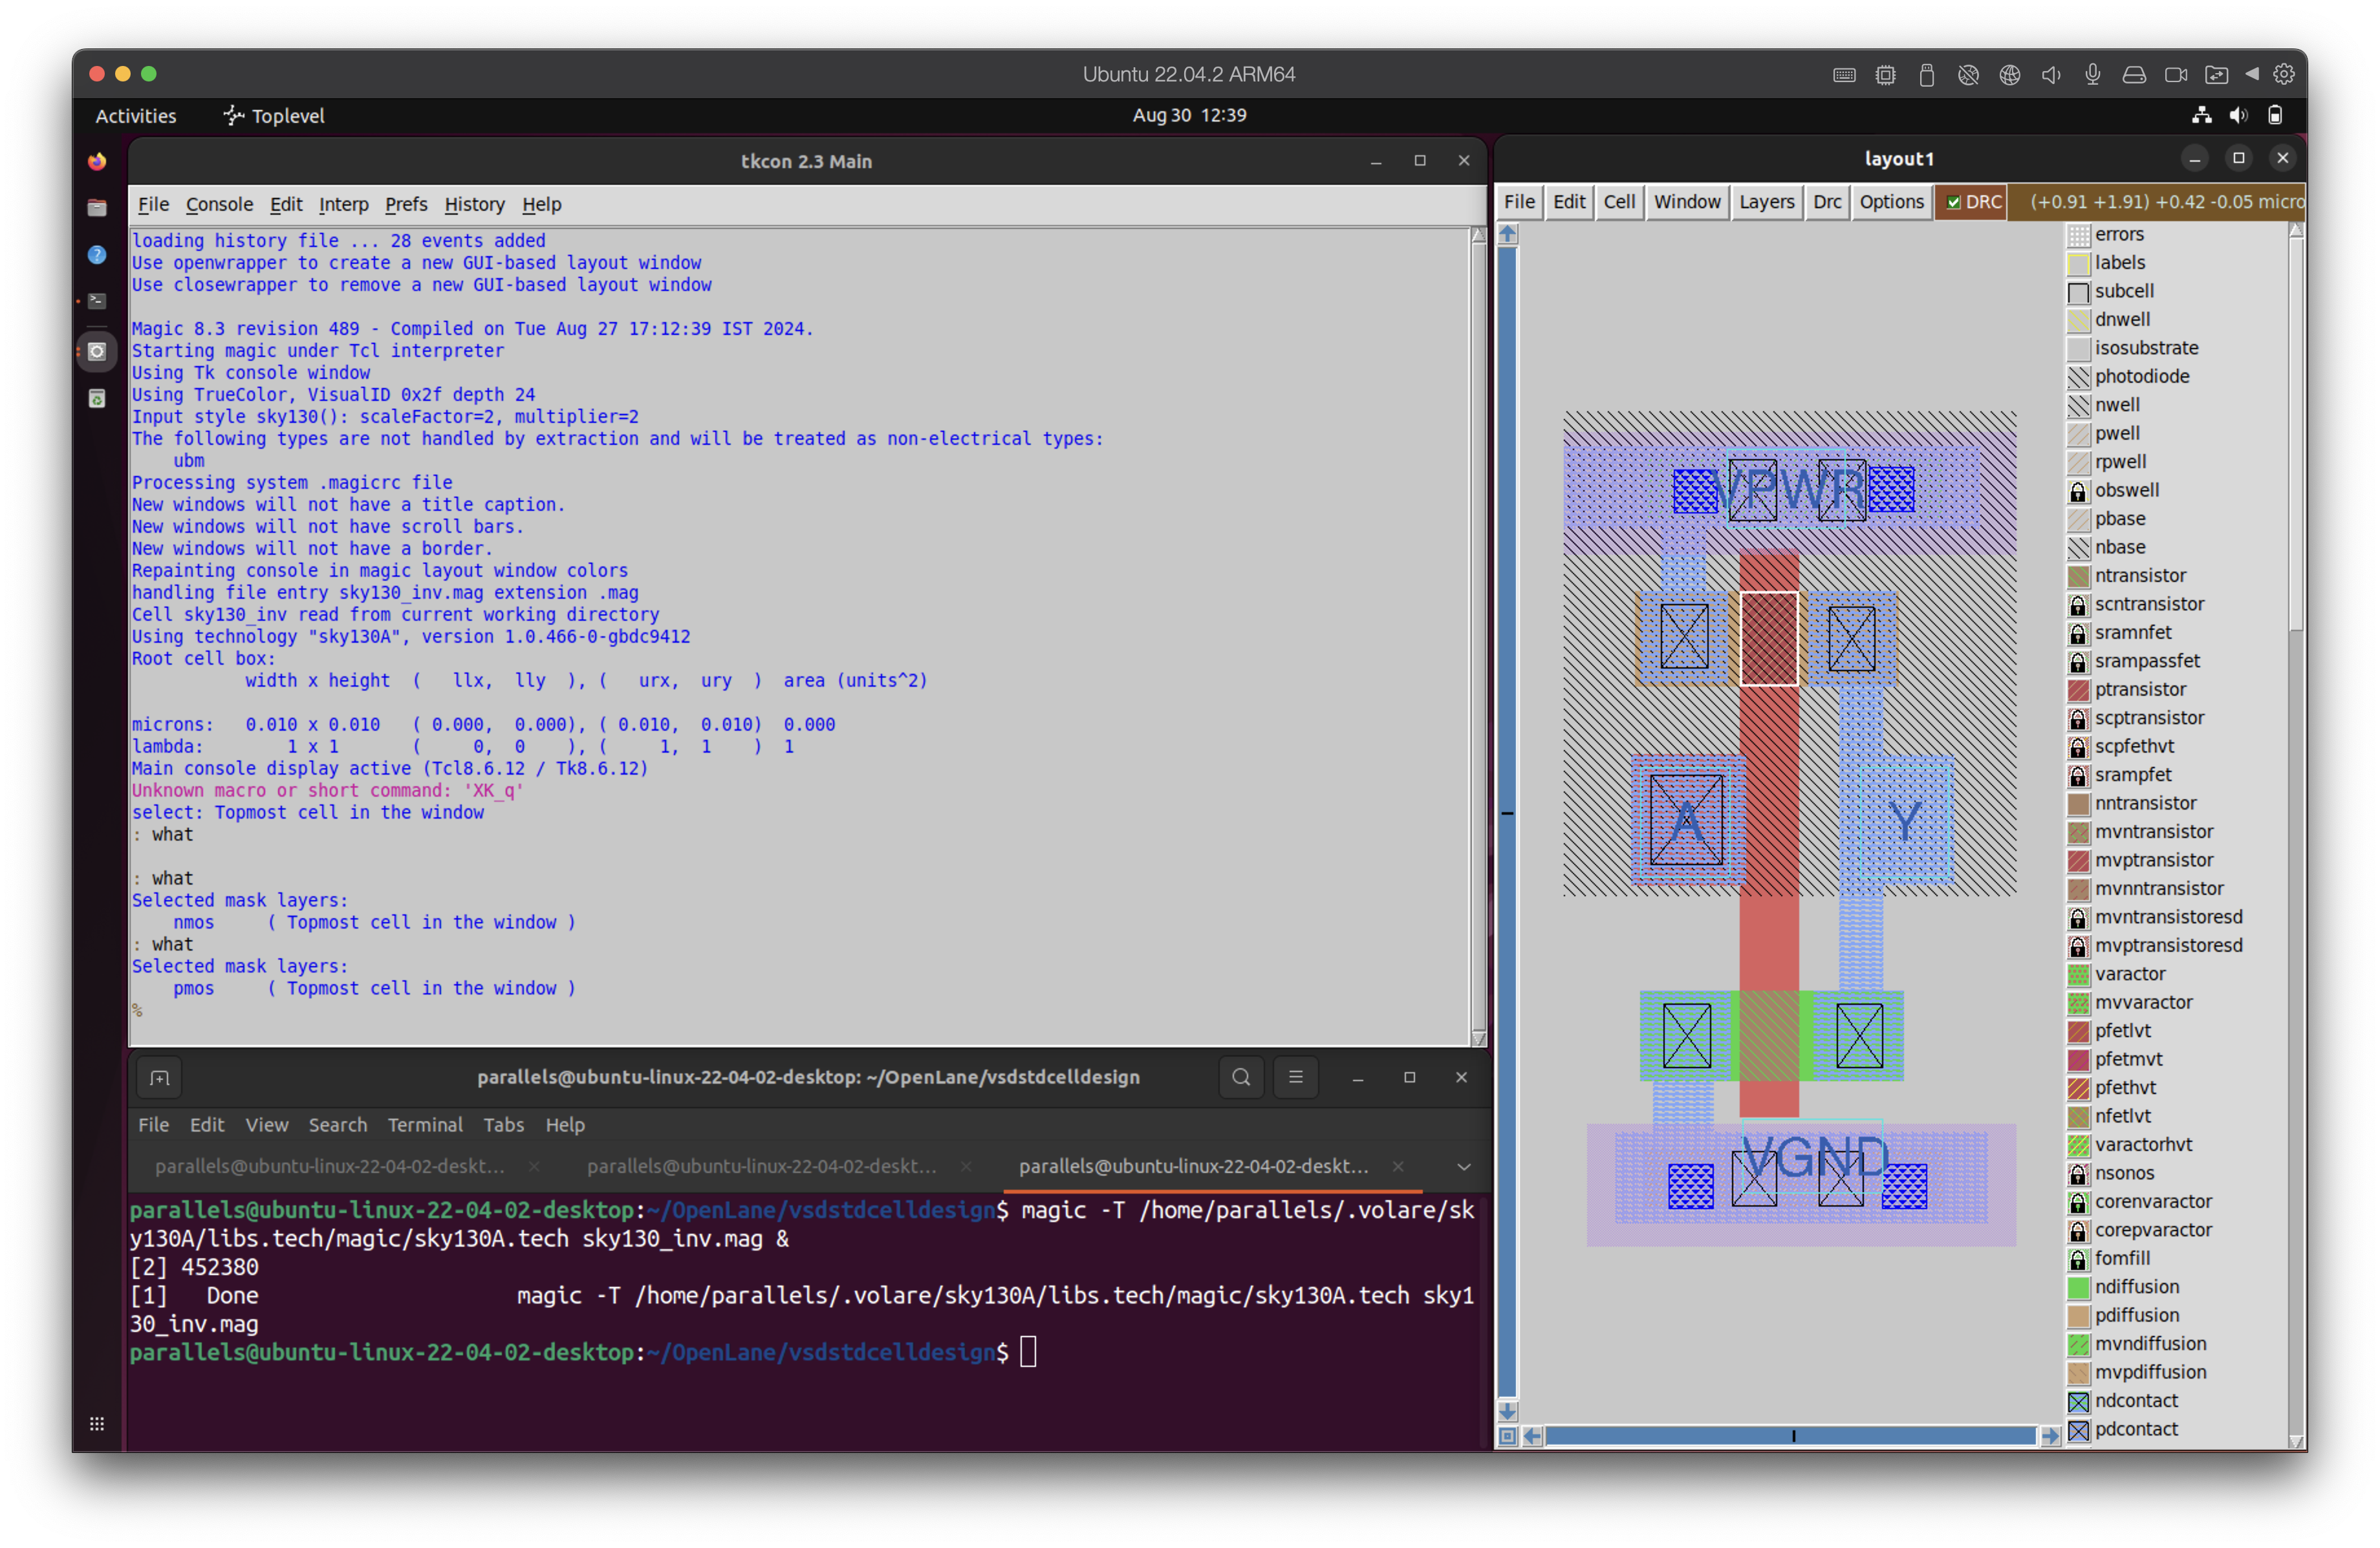 Ubuntu 22.04.2 ARM64
Activities Toplevel Aug 30 12:39
tkcon 2.3 Main
File Console Edit Interp Prefs History Help
loading history file ... 28 events added
Use openwrapper to create a new GUI-based layout window
Use closewrapper to remove a new GUI-based layout window
Magic 8.3 revision 489 - Compiled on Tue Aug 27 17:12:39 IST 2024.
Starting magic under Tcl interpreter
Using Tk console window
Using TrueColor, VisualID 0x2f depth 24
Input style sky130(): scaleFactor=2, multiplier=2
The following types are not handled by extraction and will be treated as non-electrical types:
ubm
Processing system .magicrc file
New windows will not have a title caption.
New windows will not have scroll bars.
New windows will not have a border.
Repainting console in magic layout window colors
handling file entry sky130_inv.mag extension .mag
Cell sky130_inv read from current working directory
Using technology "sky130A", version 1.0.466-0-gbdc9412
Root cell box:
width x height ( llx, lly ), ( urx, ury ) area (units^2)
microns: 0.010 x 0.010 ( 0.000, 0.000), ( 0.010, 0.010) 0.000
lambda: 1 x 1 ( 0, 0 ), ( 1, 1 ) 1
Main console display active (Tcl8.6.12 / Tk8.6.12)
Unknown macro or short command: 'XK_q'
select: Topmost cell in the window
: what
: what
Selected mask layers:
nmos ( Topmost cell in the window )
: what
Selected mask layers:
pmos ( Topmost cell in the window )
%
parallels@ubuntu-linux-22-04-02-desktop: ~/OpenLane/vsdstdcelldesign
File Edit View Search Terminal Tabs Help
parallels@ubuntu-linux-22-04-02-deskt... parallels@ubuntu-linux-22-04-02-deskt... parallels@ubuntu-linux-22-04-02-deskt...
parallels@ubuntu-linux-22-04-02-desktop:~/OpenLane/vsdstdcelldesign$ magic -T /home/parallels/.volare/sk
y130A/libs.tech/magic/sky130A.tech sky130_inv.mag &
[2] 452380
[1] Done magic -T /home/parallels/.volare/sky130A/libs.tech/magic/sky130A.tech sky1
30_inv.mag
parallels@ubuntu-linux-22-04-02-desktop:~/OpenLane/vsdstdcelldesign$
layout1
File Edit Cell Window Layers Drc Options DRC (+0.91 +1.91) +0.42 -0.05 micro
VPWR
A Y
VGND
errors
labels
subcell
dnwell
isosubstrate
photodiode
nwell
pwell
rpwell
obswell
pbase
nbase
ntransistor
scntransistor
sramnfet
srampassfet
ptransistor
scptransistor
scpfethvt
srampfet
nntransistor
mvntransistor
mvptransistor
mvnntransistor
mvntransistoresd
mvptransistoresd
varactor
mvvaractor
pfetlvt
pfetmvt
pfethvt
nfetlvt
varactorhvt
nsonos
corenvaractor
corepvaractor
fomfill
ndiffusion
pdiffusion
mvndiffusion
mvpdiffusion
ndcontact
pdcontact